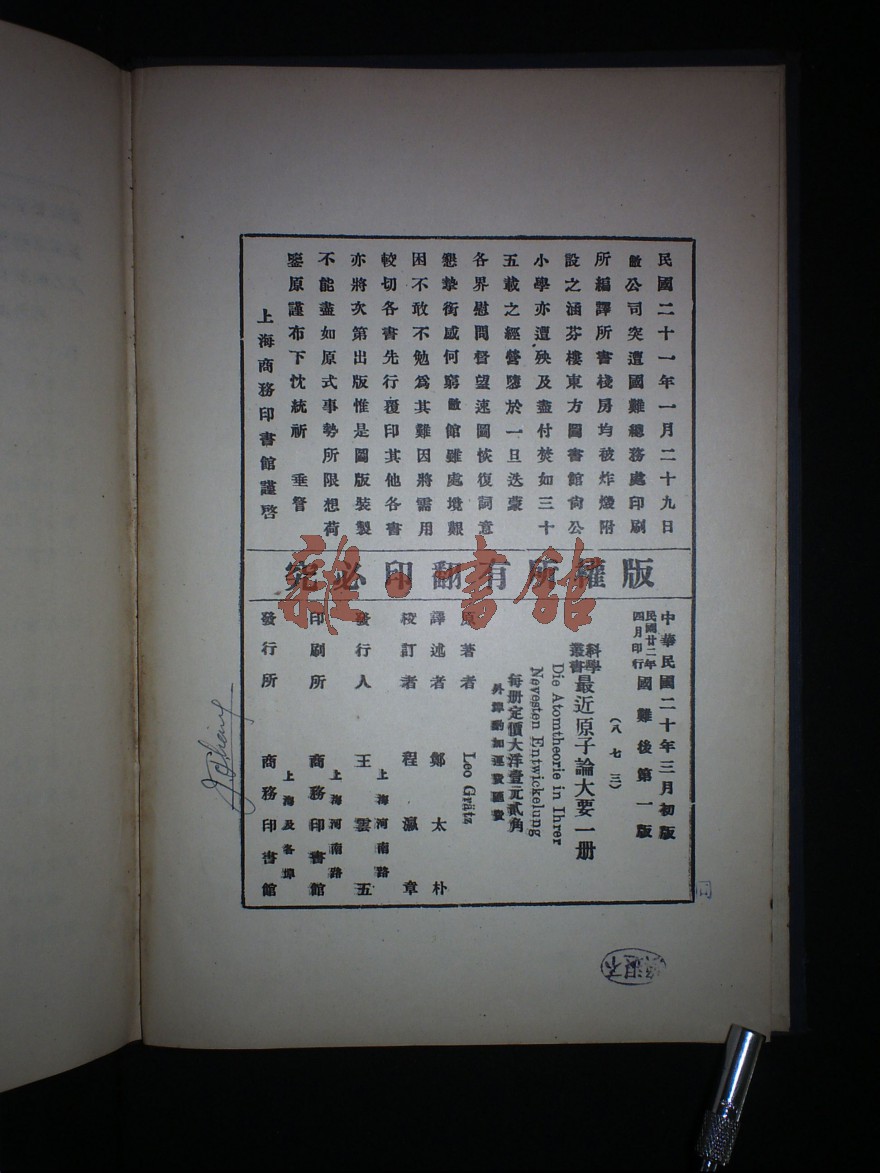 民國二十一年一月二十九日
敝公司突遭國難總務處印刷
所編譯所書棧房均被炸燬附
設之涵芬樓東方圖書館尙公
小學亦遭殃及盡付焚如三十
五載之經營隳於一旦迭蒙
各界慰問督望速圖恢復詞意
懇摯銜感何窮敝館雖處境艱
困不敢不勉爲其難因將需用
較切各書先行覆印其他各書
亦將次第出版惟是圖版裝製
不能盡如原式事勢所限想荷
鑒原謹布下忱統祈 垂詧
上海商務印書館謹啓
版權所有翻印必究
中華民國二十年三月初版
民國廿二年四月印行 國難後第一版
(八七三)
科學叢書 最近原子論大要一册
Die Atomtheorie in Ihrer
Nevesten Entwickelung
每册定價大洋壹元貳角
外埠酌加運費匯費
原著者 Leo Grätz
譯述者 鄭太朴
校訂者 程瀛章
發行人 王雲五
上海河南路
印刷所 商務印書館
上海河南路
發行所 商務印書館
上海及各埠
雜·書館
同